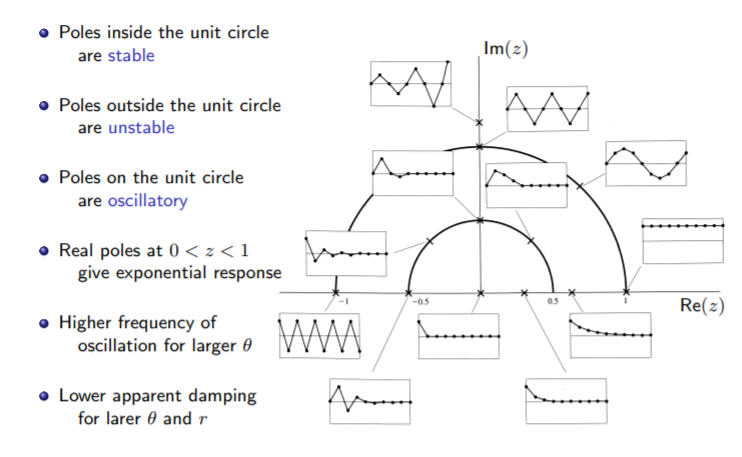 Poles inside the unit circle
are stable
Poles outside the unit circle
are unstable
Poles on the unit circle
are oscillatory
Real poles at 0 < z < 1
give exponential response
Higher frequency of
oscillation for larger θ
Lower apparent damping
for larer θ and r
Im(z)
−1
−0.5
0.5
1
Re(z)